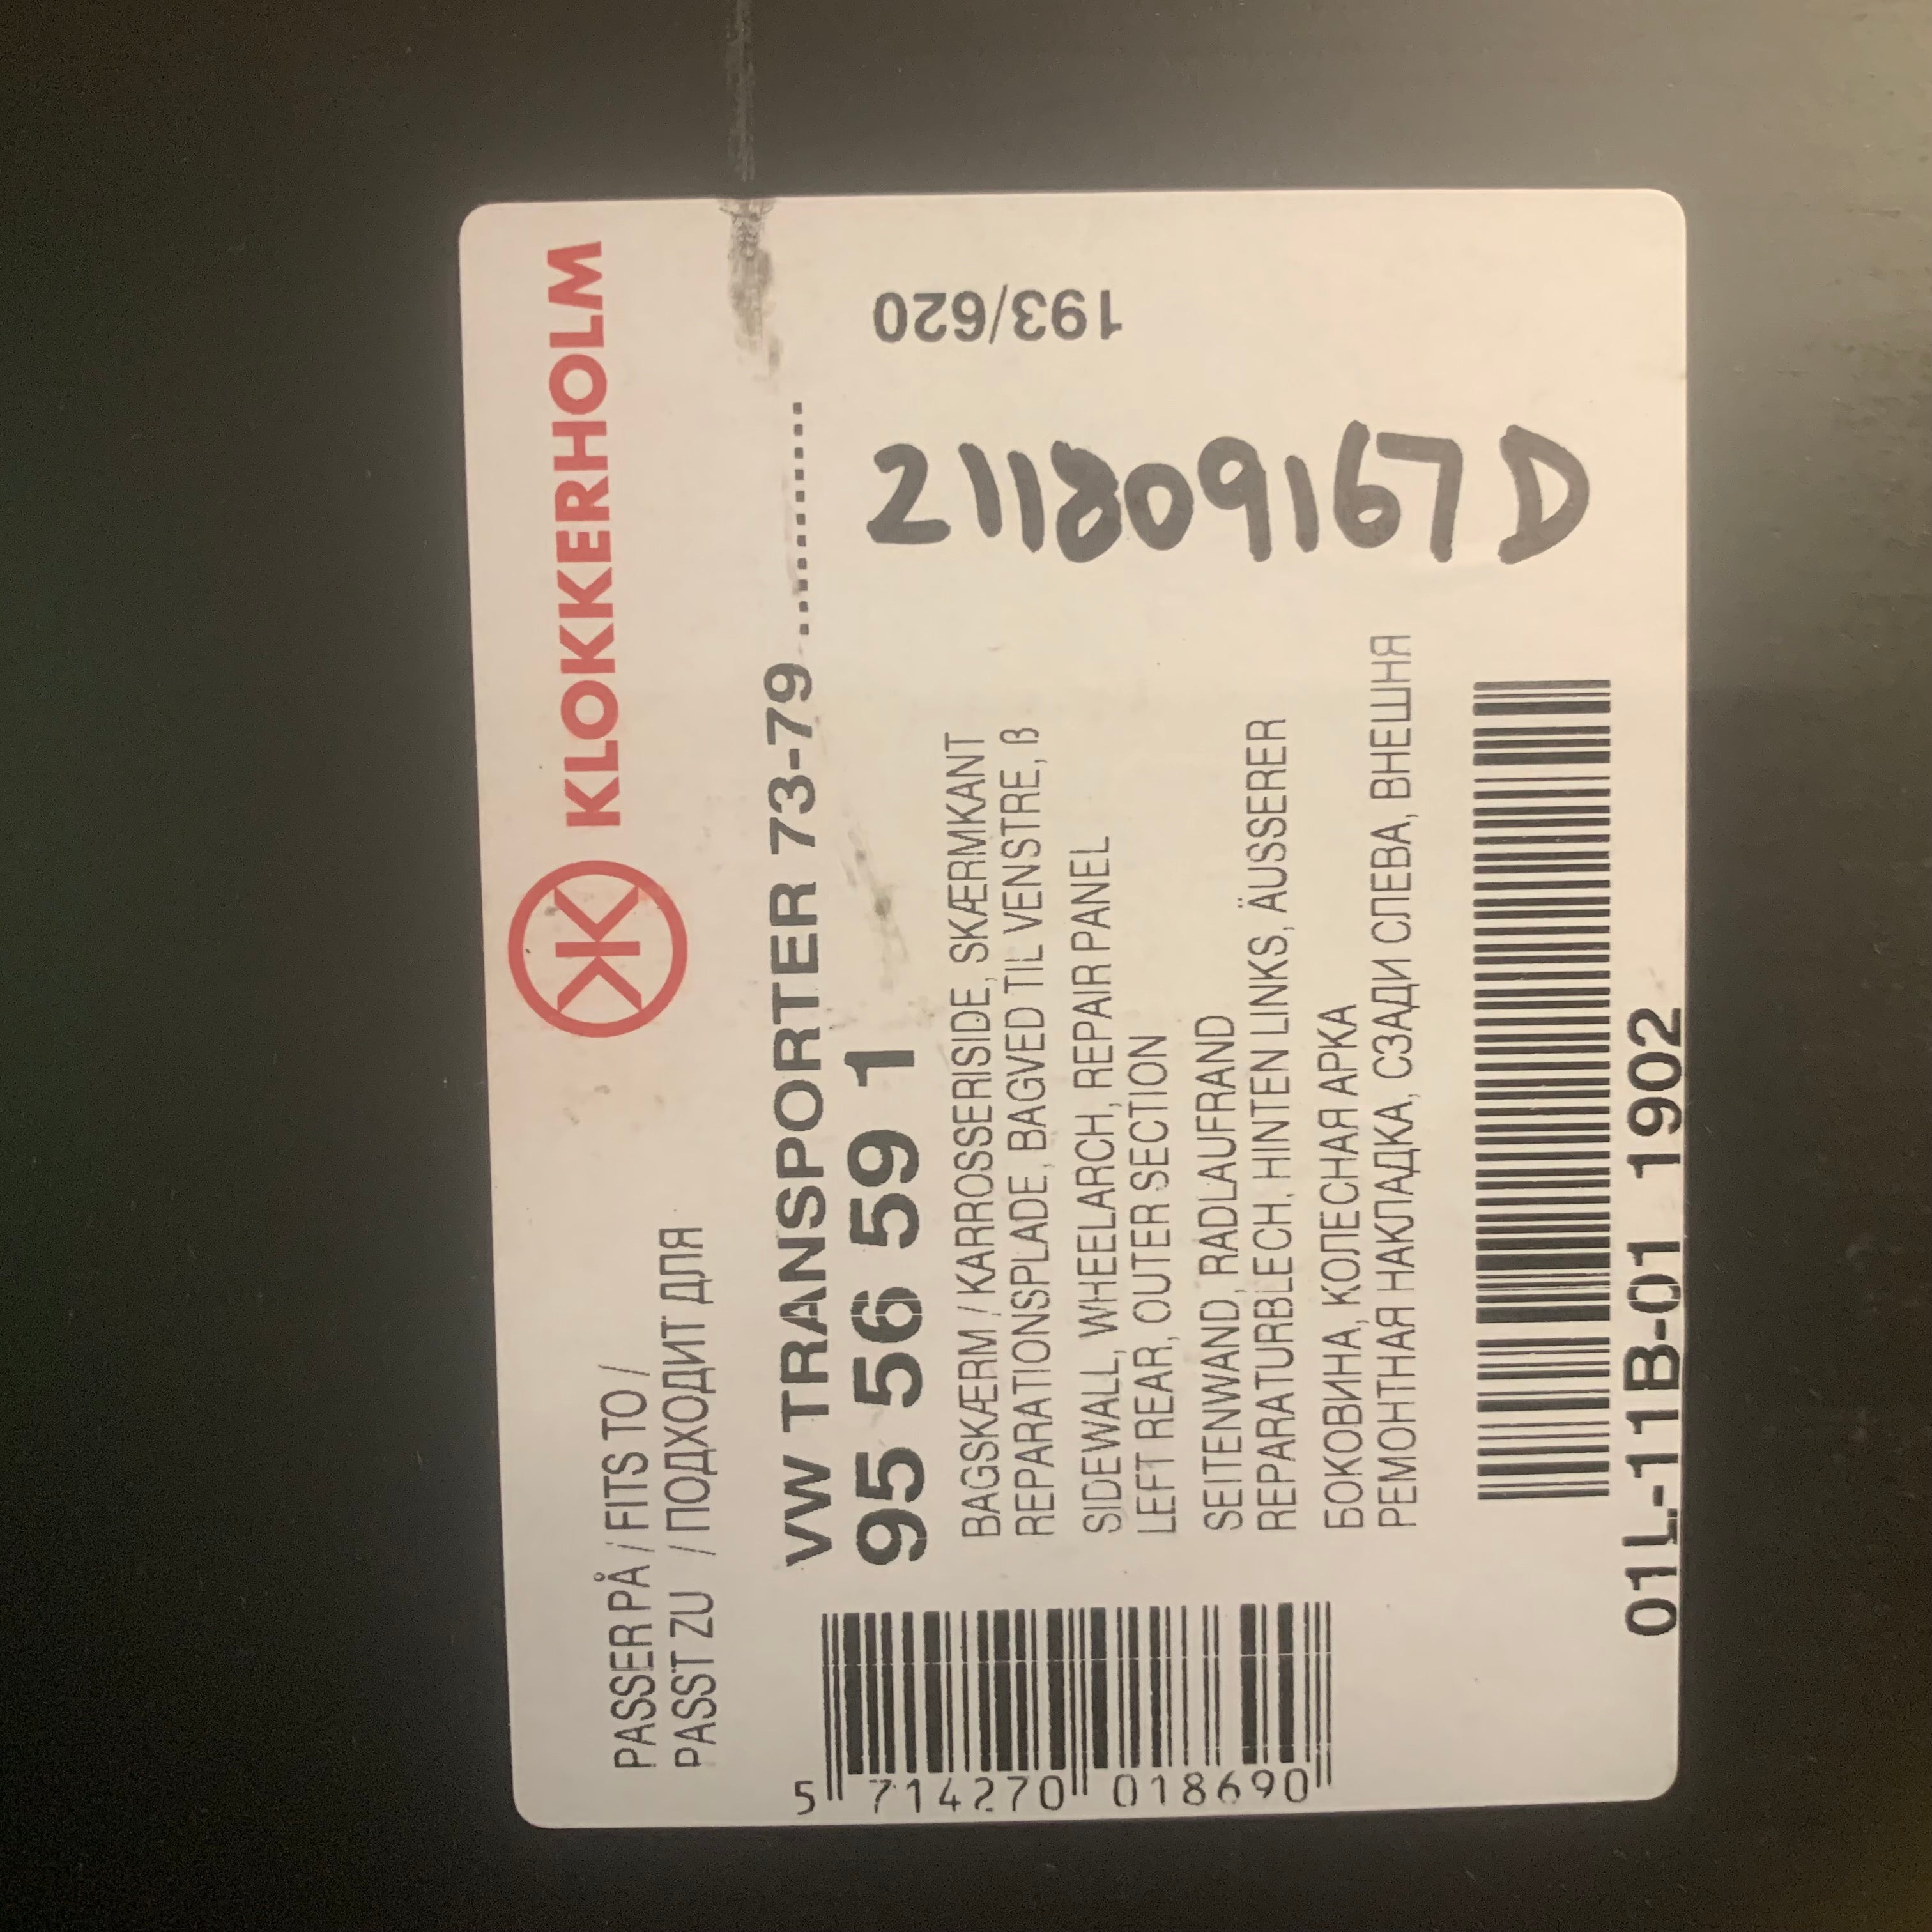 KLOKKERHOLM
PASSER PÅ / FITS TO /
PASST ZU / ПОДХОДИТ ДЛЯ
VW TRANSPORTER 73-79..........
95 56 59 1
BAGSKÆRM / KARROSSERISIDE, SKÆRMKANT
REPARATIONSPLADE, BAGVED TIL VENSTRE, ß
SIDEWALL, WHEELARCH, REPAIR PANEL
LEFT REAR, OUTER SECTION
SEITENWAND, RADLAUFRAND
REPARATURBLECH, HINTEN LINKS, ÄUSSERER
БОКОВИНА, КОЛЕСНАЯ АРКА
РЕМОНТНАЯ НАКЛАДКА, СЗАДИ СЛЕВА, ВНЕШНЯ
193/620
211809167 D
5 714270 018690
01L-11B-01 1902